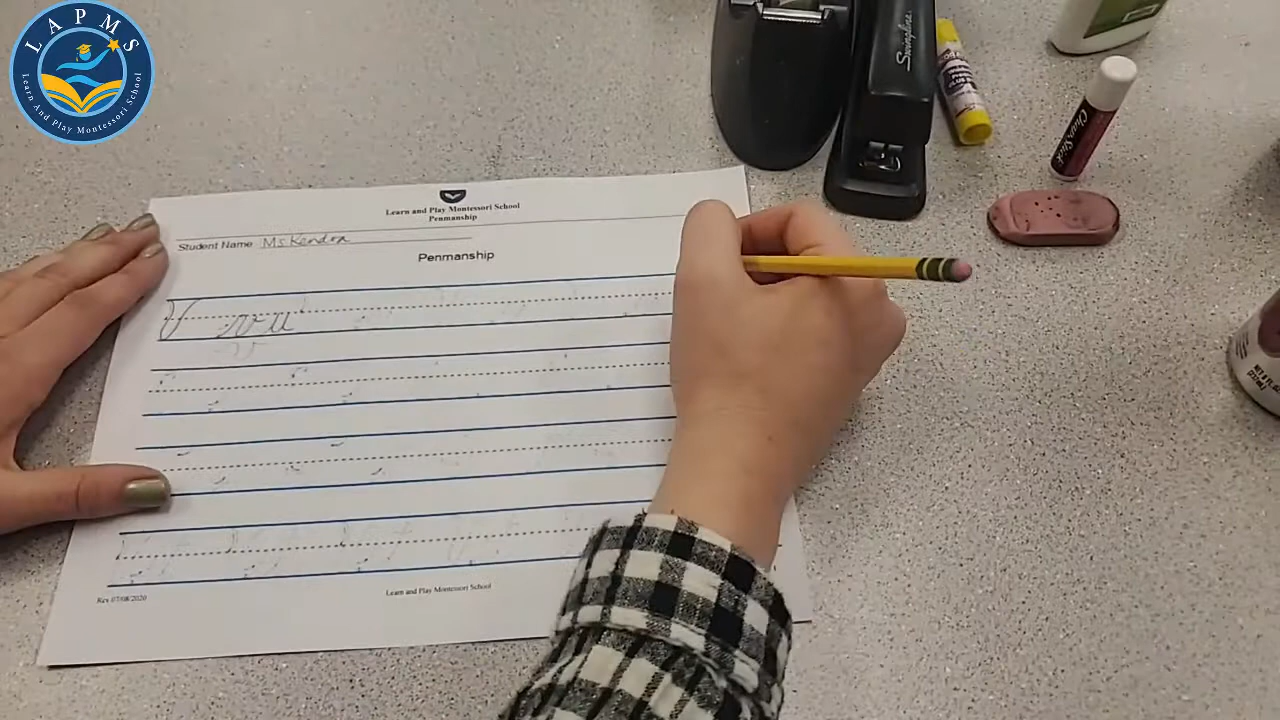 L A P M S
Learn And Play Montessori School
Swingline
ChapStick
Learn and Play Montessori School
Penmanship
Student Name Ms Kendra
Penmanship
V
Rev 07/08/2020
Learn and Play Montessori School